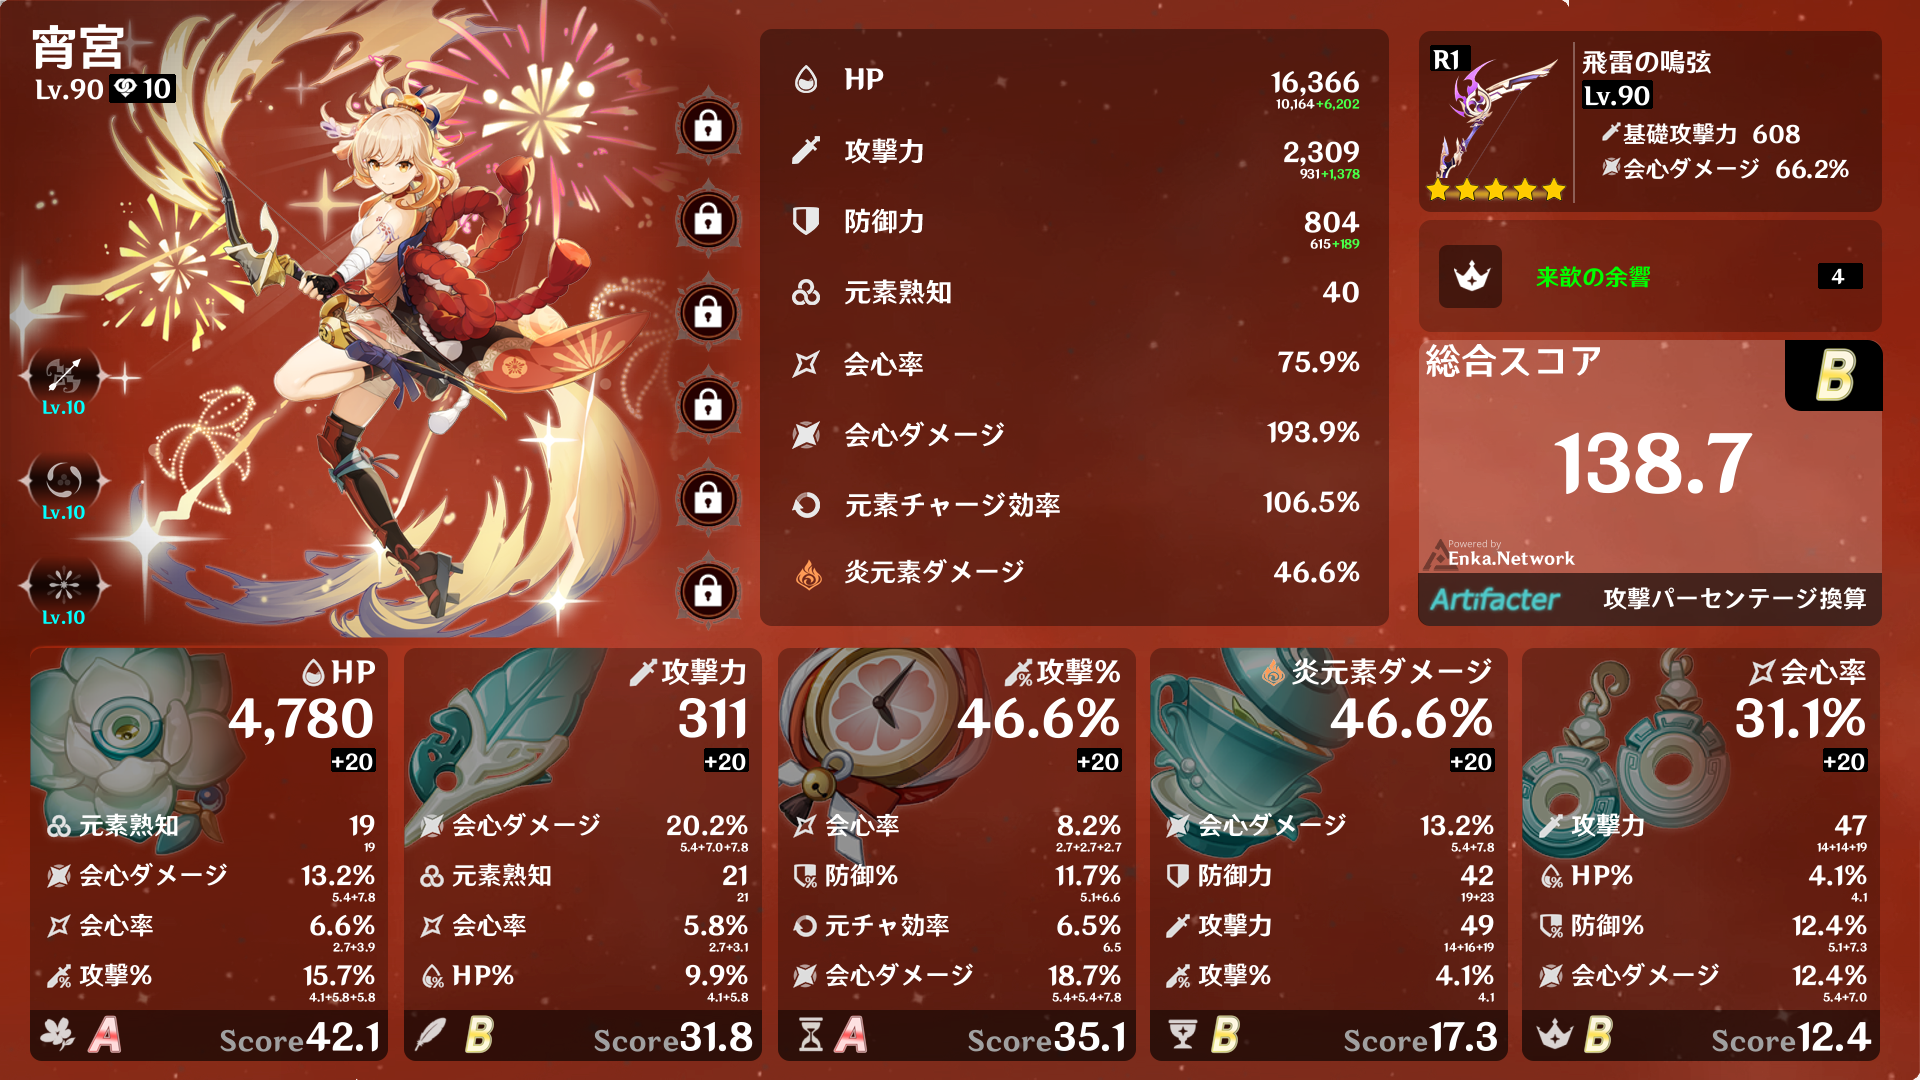 宵宮
Lv.90 10
Lv.10
Lv.10
Lv.10
HP 16,366
10,164+6,202
攻撃力 2,309
931+1,378
防御力 804
615+189
元素熟知 40
会心率 75.9%
会心ダメージ 193.9%
元素チャージ効率 106.5%
炎元素ダメージ 46.6%
R1 飛雷の鳴弦
Lv.90
基礎攻撃力 608
会心ダメージ 66.2%
来歆の余響 4
総合スコア B
138.7
Powered by
Enka.Network
Artifacter 攻撃パーセンテージ換算
HP
4,780
+20
元素熟知 19
19
会心ダメージ 13.2%
5.4+7.8
会心率 6.6%
2.7+3.9
攻撃% 15.7%
4.1+5.8+5.8
A Score42.1
攻撃力
311
+20
会心ダメージ 20.2%
5.4+7.0+7.8
元素熟知 21
21
会心率 5.8%
2.7+3.1
HP% 9.9%
4.1+5.8
B Score31.8
攻撃%
46.6%
+20
会心率 8.2%
2.7+2.7+2.7
防御% 11.7%
5.1+6.6
元チャ効率 6.5%
6.5
会心ダメージ 18.7%
5.4+5.4+7.8
A Score35.1
炎元素ダメージ
46.6%
+20
会心ダメージ 13.2%
5.4+7.8
防御力 42
19+23
攻撃力 49
14+16+19
攻撃% 4.1%
4.1
B Score17.3
会心率
31.1%
+20
攻撃力 47
14+14+19
HP% 4.1%
4.1
防御% 12.4%
5.1+7.3
会心ダメージ 12.4%
5.4+7.0
B Score12.4